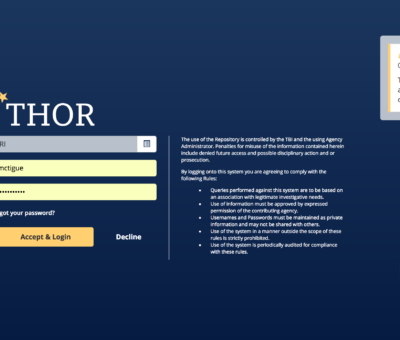 THOR
RI
mctigue
got your password?
Accept & Login
Decline
The use of the Repository is controlled by the TBI and the using Agency
Administrator. Penalties for misuse of the information contained herein
include denied future access and possible disciplinary action and or
prosecution.
By logging onto this system you are agreeing to comply with the
following Rules:
• Queries performed against this system are to be based on
an association with legitimate investigative needs.
• Use of information must be approved by expressed
permission of the contributing agency.
• Usernames and Passwords must be maintained as private
information and may not be shared with others.
• Use of the system in a manner outside the scope of these
rules is strictly prohibited.
• Use of the system is periodically audited for compliance
with these rules.